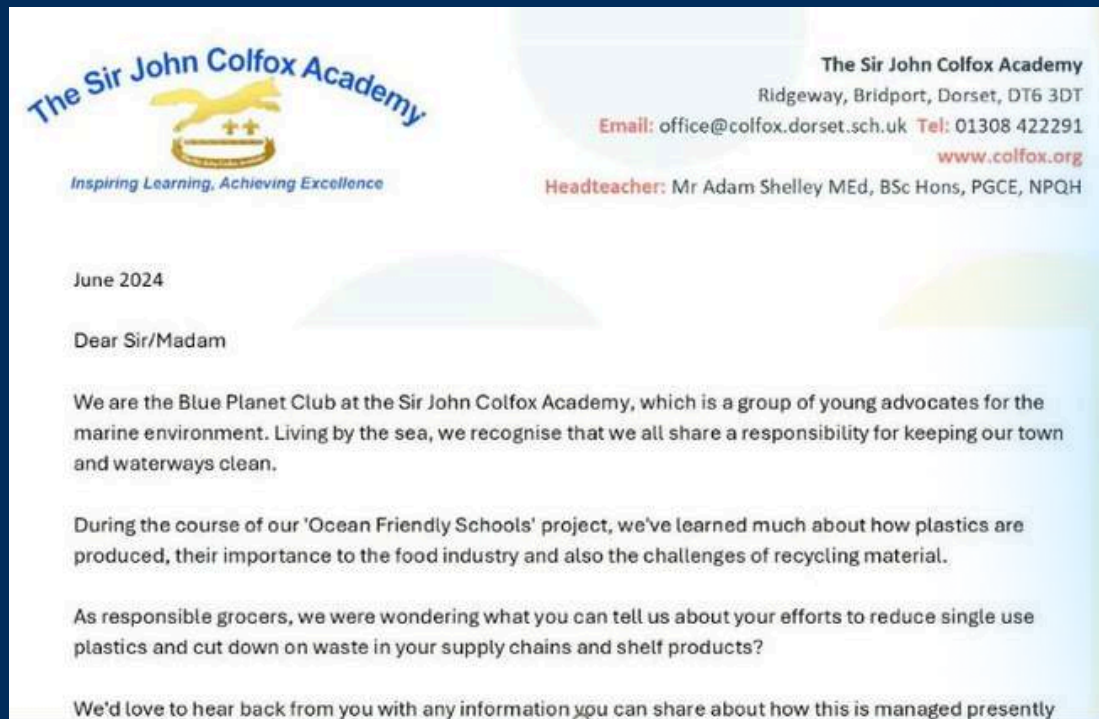 The Sir John Colfox Academy
Inspiring Learning, Achieving Excellence
The Sir John Colfox Academy
Ridgeway, Bridport, Dorset, DT6 3DT
Email: office@colfox.dorset.sch.uk Tel: 01308 422291
www.colfox.org
Headteacher: Mr Adam Shelley MEd, BSc Hons, PGCE, NPQH
June 2024
Dear Sir/Madam
We are the Blue Planet Club at the Sir John Colfox Academy, which is a group of young advocates for the
marine environment. Living by the sea, we recognise that we all share a responsibility for keeping our town
and waterways clean.
During the course of our 'Ocean Friendly Schools' project, we've learned much about how plastics are
produced, their importance to the food industry and also the challenges of recycling material.
As responsible grocers, we were wondering what you can tell us about your efforts to reduce single use
plastics and cut down on waste in your supply chains and shelf products?
We'd love to hear back from you with any information you can share about how this is managed presently